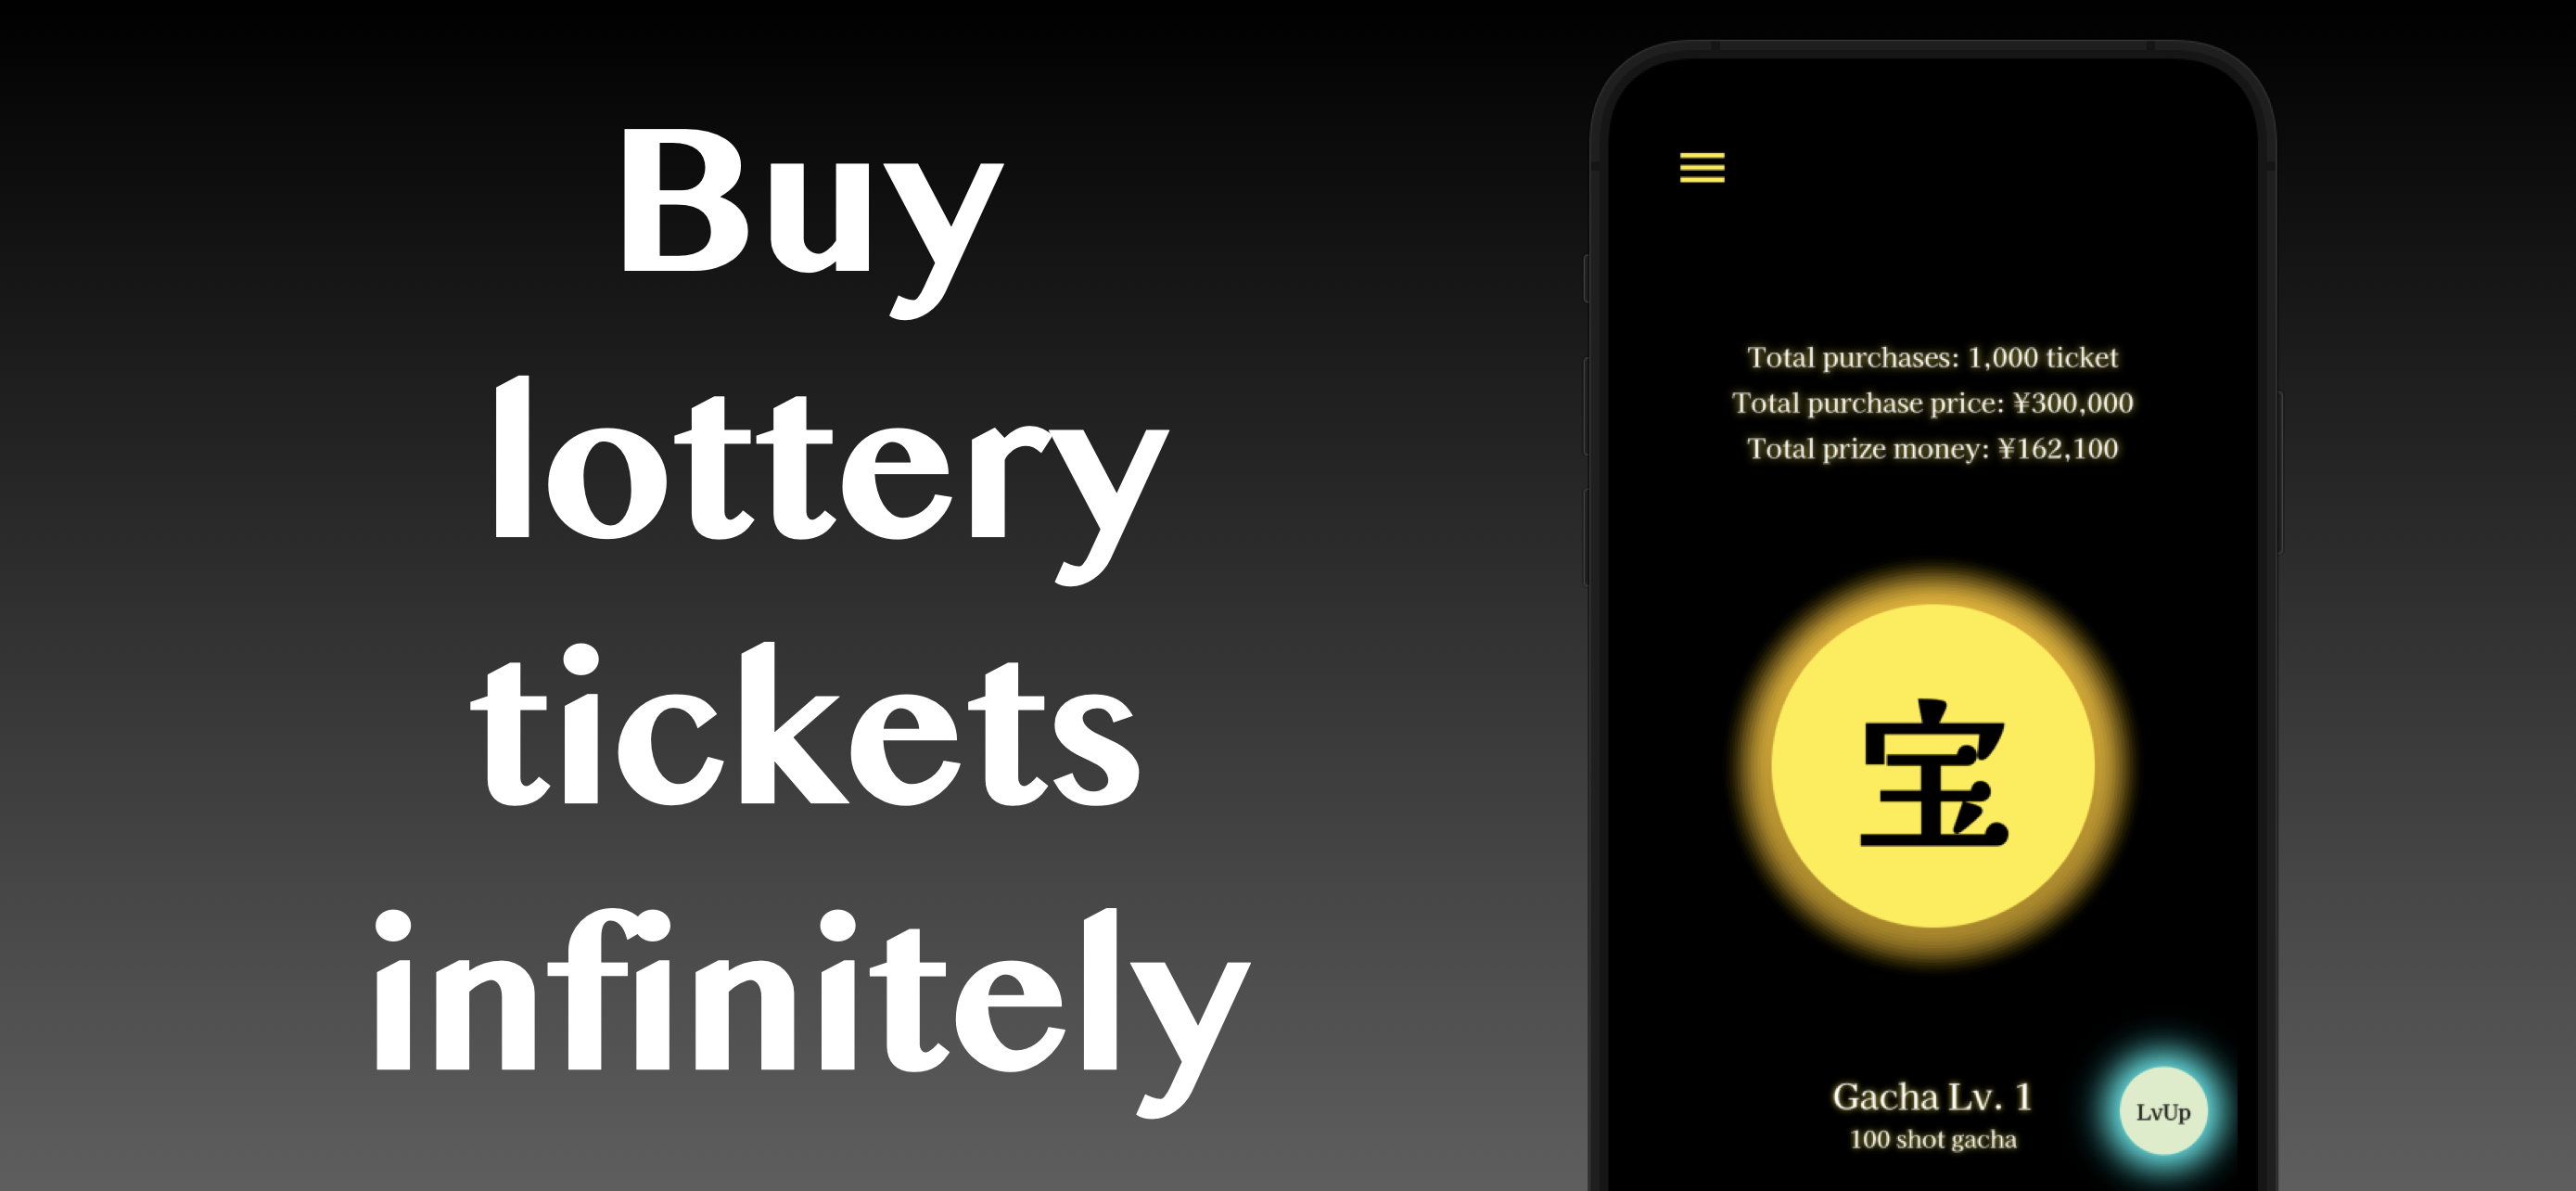 Buy
lottery
tickets
infinitely
Total purchases: 1,000 ticket
Total purchase price: ¥300,000
Total prize money: ¥162,100
宝
Gacha Lv. 1
100 shot gacha
LvUp